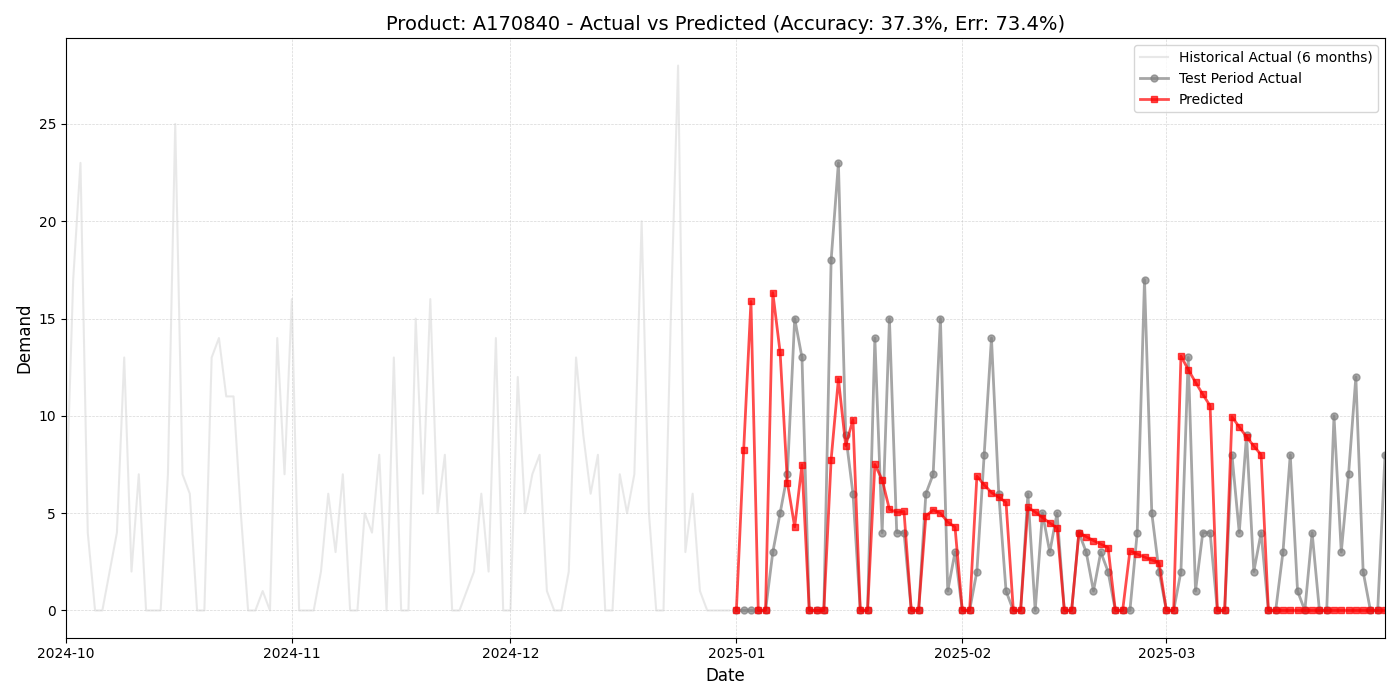 Product: A170840 - Actual vs Predicted (Accuracy: 37.3%, Err: 73.4%)
Historical Actual (6 months)
Test Period Actual
Predicted
Demand
25
20
15
10
5
0
2024-10
2024-11
2024-12
2025-01
2025-02
2025-03
Date